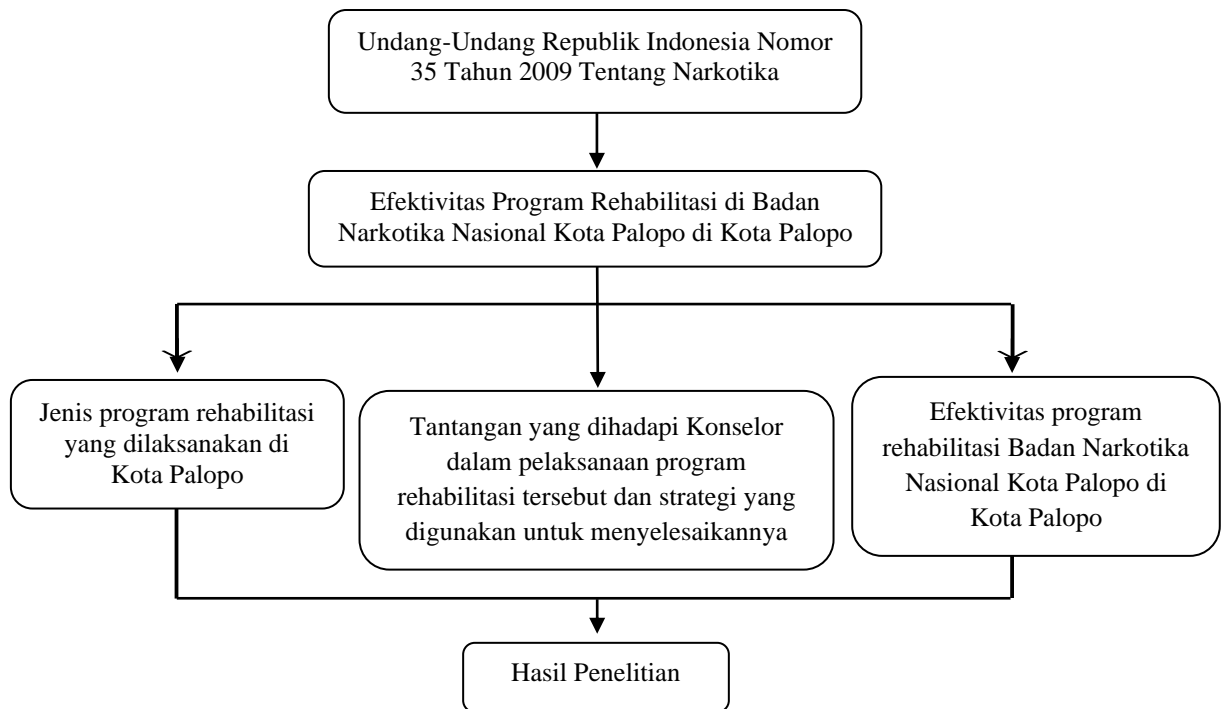 Undang-Undang Republik Indonesia Nomor
35 Tahun 2009 Tentang Narkotika
Efektivitas Program Rehabilitasi di Badan
Narkotika Nasional Kota Palopo di Kota Palopo
Jenis program rehabilitasi
yang dilaksanakan di
Kota Palopo
Tantangan yang dihadapi Konselor
dalam pelaksanaan program
rehabilitasi tersebut dan strategi yang
digunakan untuk menyelesaikannya
Efektivitas program
rehabilitasi Badan Narkotika
Nasional Kota Palopo di
Kota Palopo
Hasil Penelitian